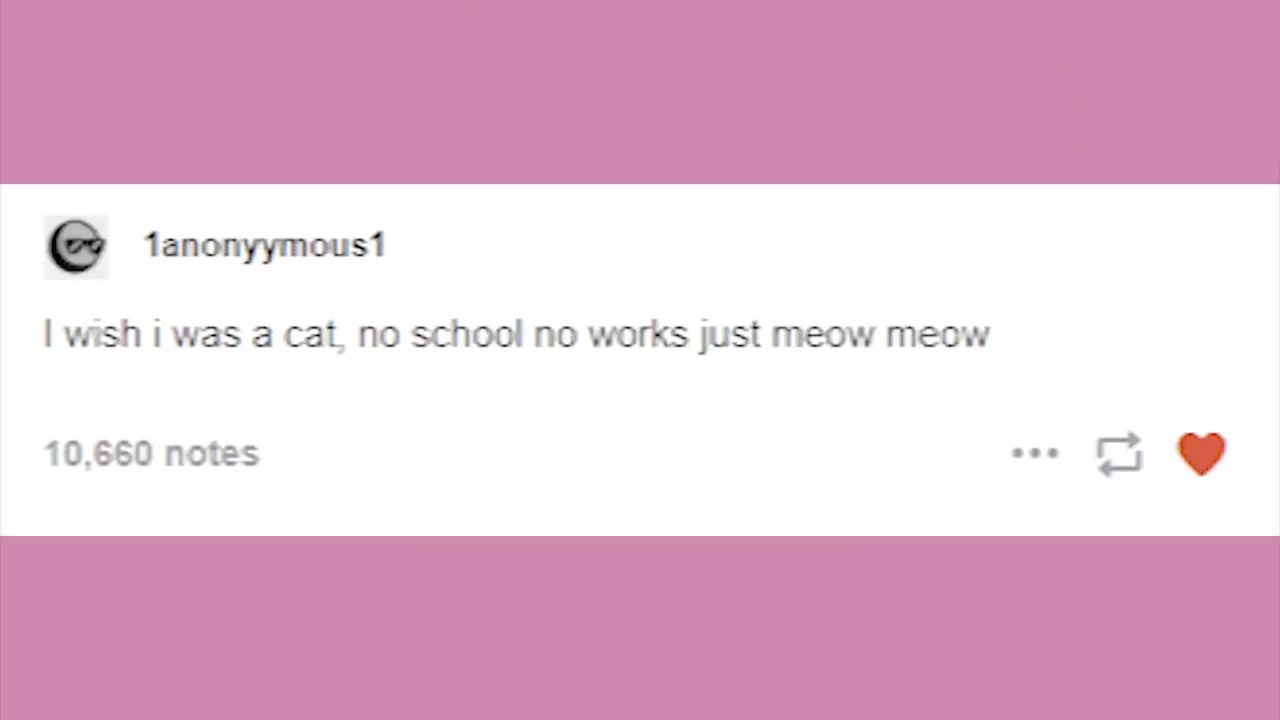 1anonyymous1
I wish i was a cat, no school no works just meow meow
10,660 notes